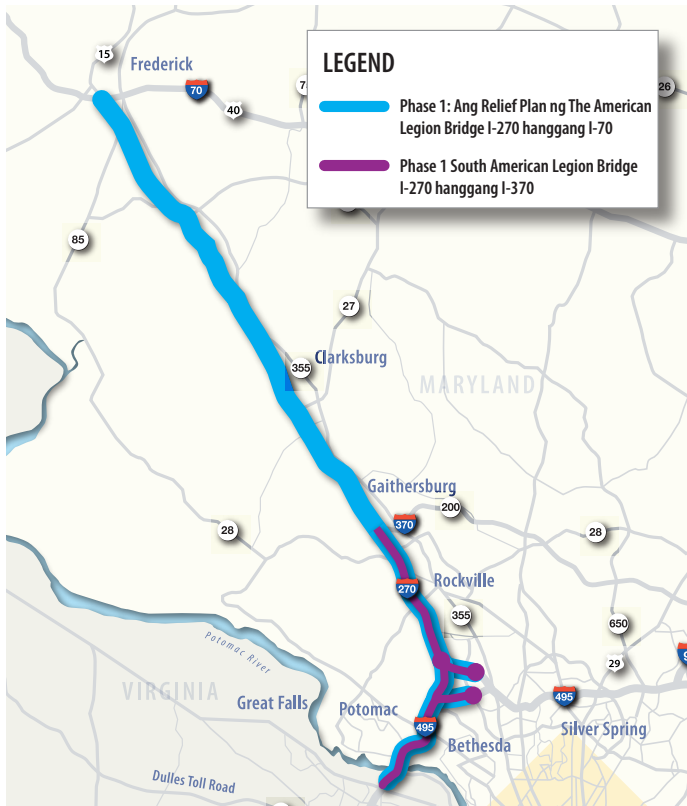 15
Frederick
LEGEND
70
40
26
Phase 1: Ang Relief Plan ng The American
Legion Bridge I-270 hanggang I-70
Phase 1 South American Legion Bridge
I-270 hanggang I-370
85
27
355
Clarksburg
MARYLAND
Gaithersburg
200
370
28
28
Rockville
270
355
650
29
Potomac River
VIRGINIA
Great Falls
Potomac
495
495
Silver Spring
Bethesda
Dulles Toll Road